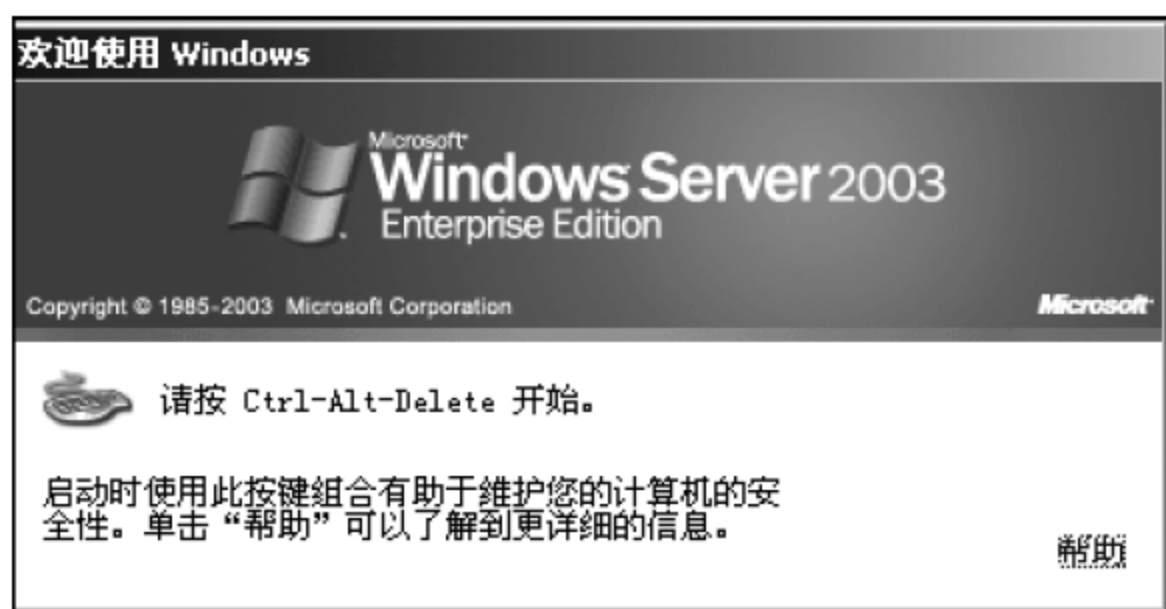 欢迎使用 Windows
Microsoft
Windows Server 2003
Enterprise Edition
Copyright © 1985-2003 Microsoft Corporation
Microsoft
请按 Ctrl-Alt-Delete 开始。
启动时使用此按键组合有助于维护您的计算机的安
全性。单击“帮助”可以了解到更详细的信息。
帮助